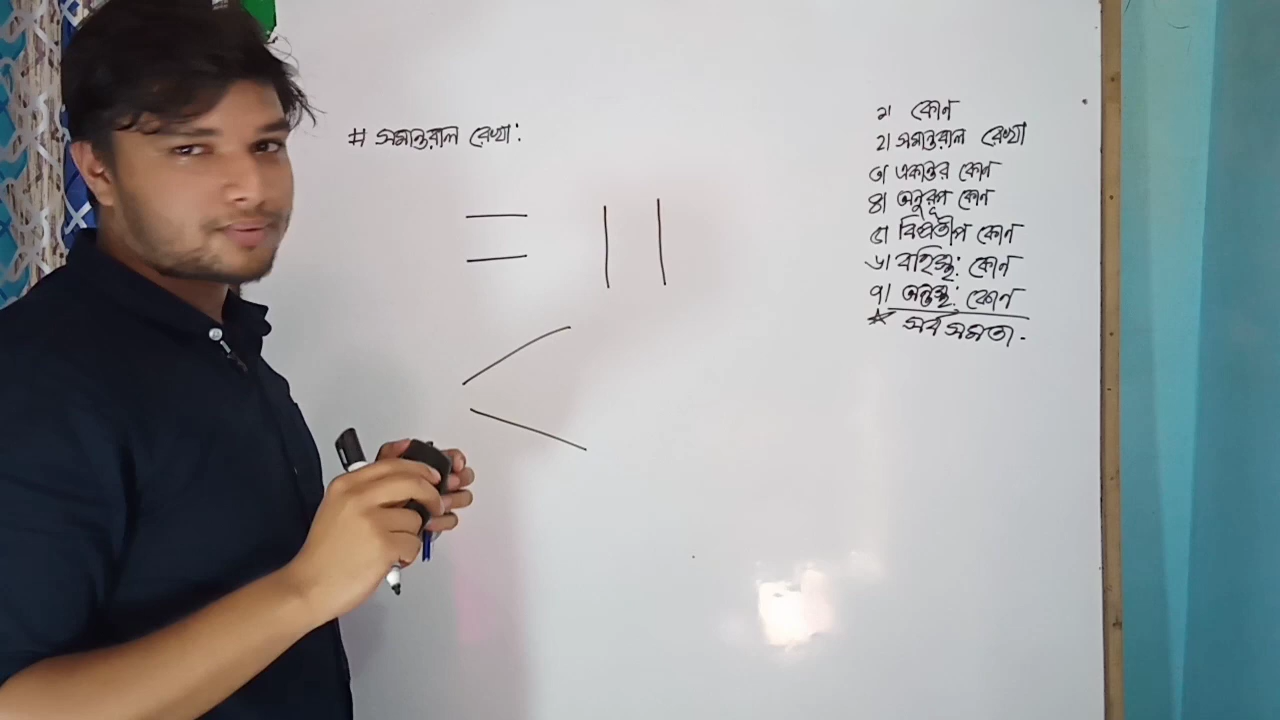 # সমান্তরাল রেখা:
১। কোণ
২। সমান্তরাল রেখা
৩। একান্তর কোণ
৪। অনুরূপ কোণ
৫। বিপ্রতীপ কোণ
৬। বহিস্থ: কোণ
৭। অন্তস্থ: কোণ
* সর্বসমতা.